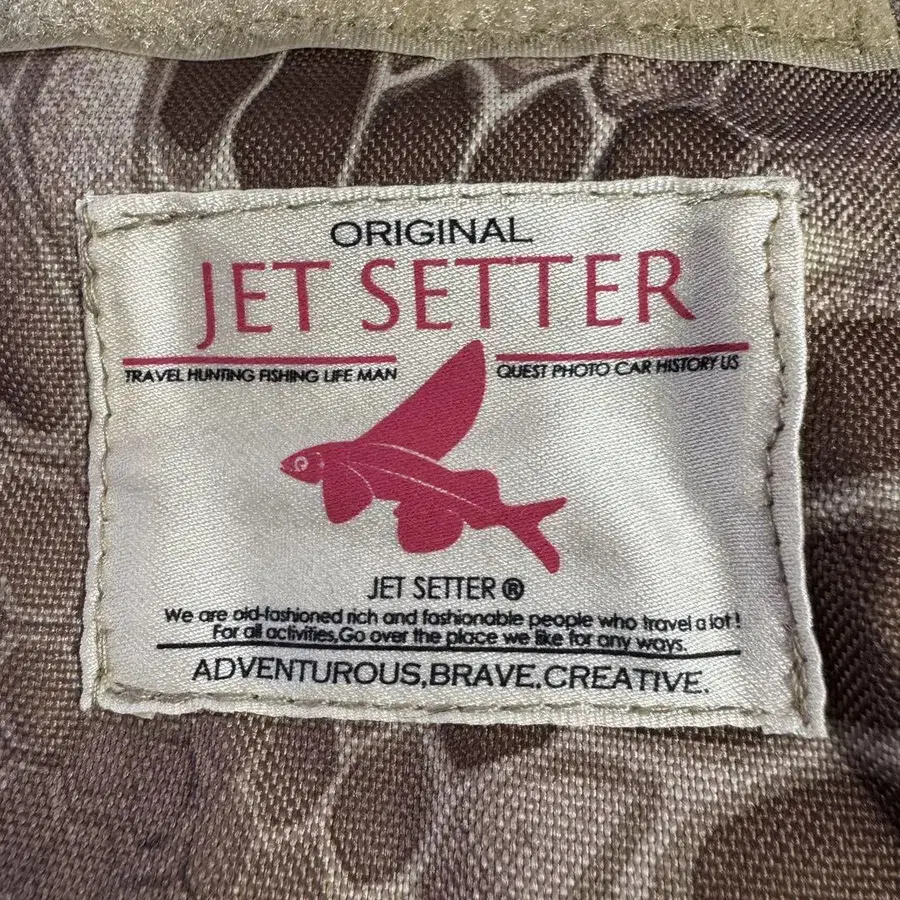 ORIGINAL
JET SETTER
TRAVEL HUNTING FISHING LIFE MAN
QUEST PHOTO CAR HISTORY US
JET SETTER®
We are old-fashioned rich and fashionable people who travel a lot!
For all activities,Go over the place we like for any ways.
ADVENTUROUS,BRAVE,CREATIVE.